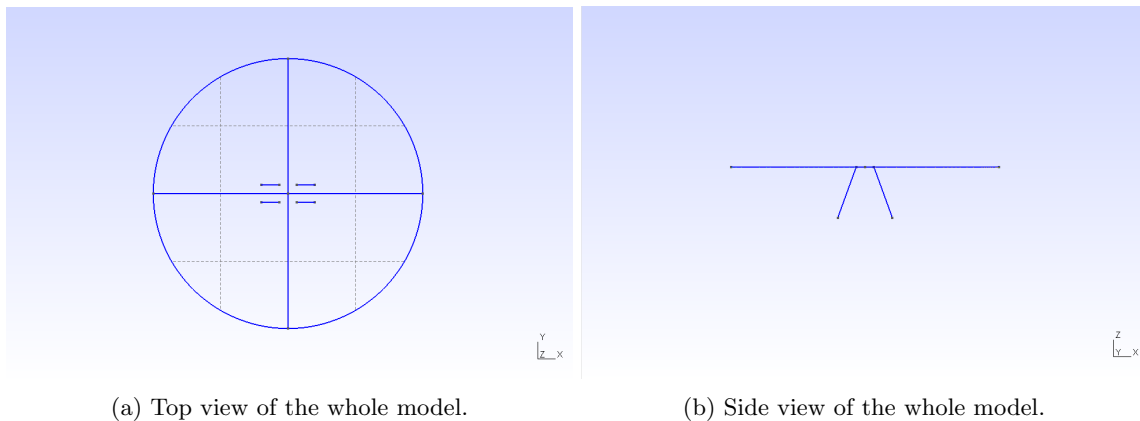 Y
Z X
Z
Y X
(a) Top view of the whole model.
(b) Side view of the whole model.